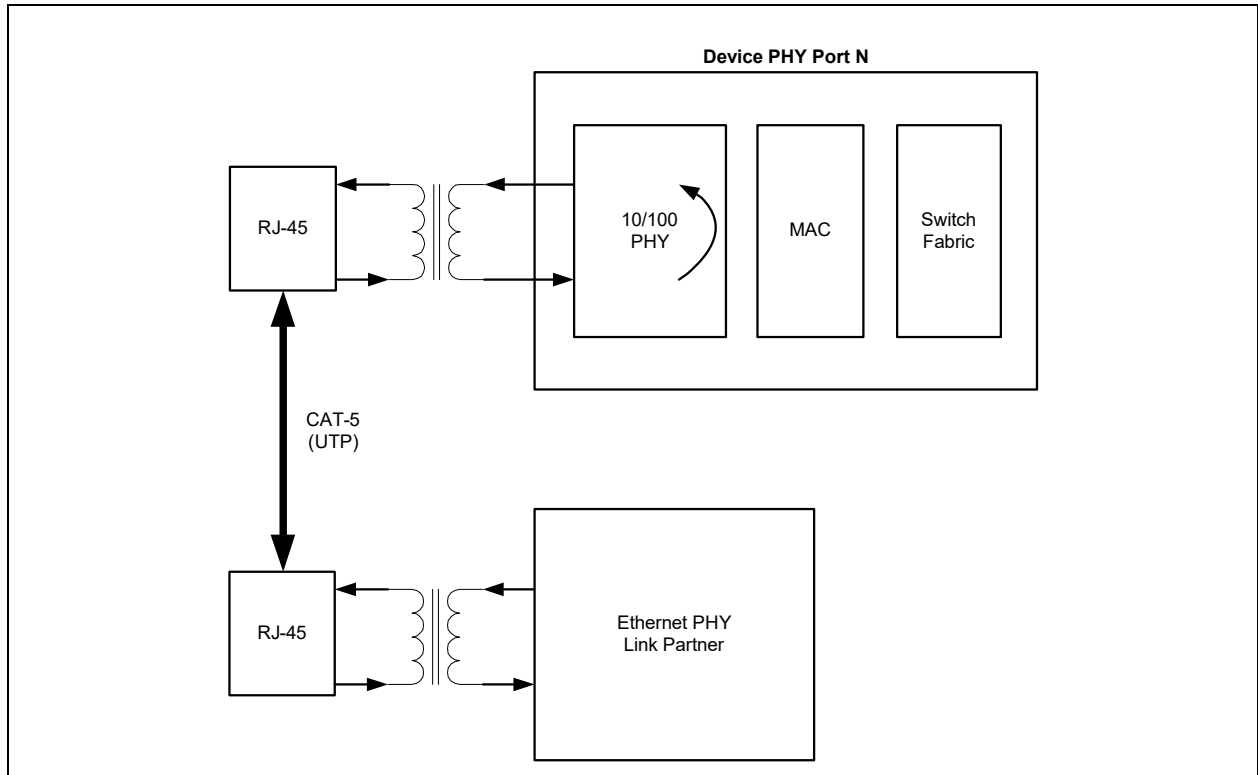 Device PHY Port N
RJ-45
10/100
PHY
MAC
Switch
Fabric
CAT-5
(UTP)
RJ-45
Ethernet PHY
Link Partner